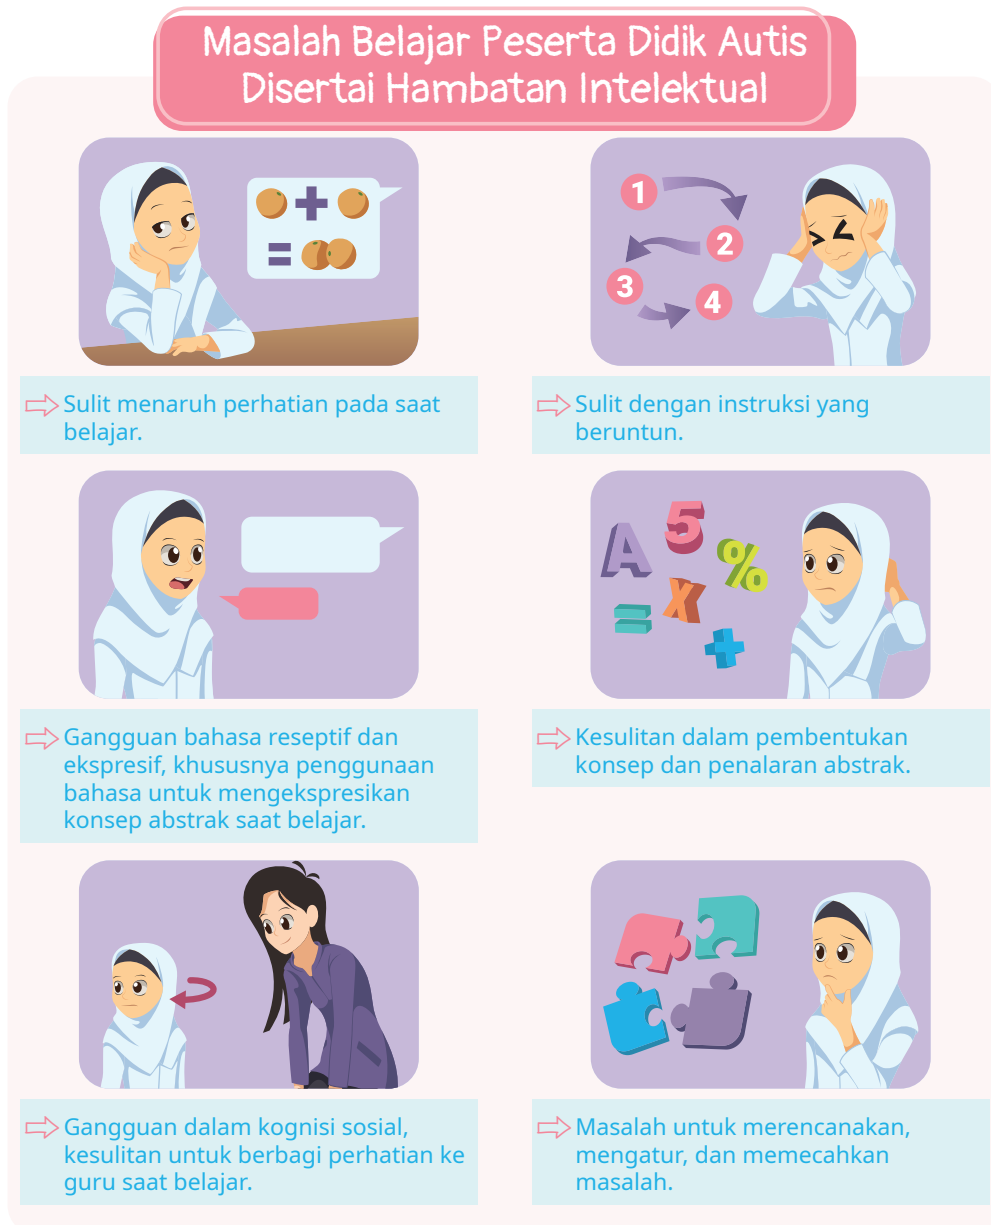 Masalah Belajar Peserta Didik Autis
Disertai Hambatan Intelektual
+
=
1
2
3
4
Sulit menaruh perhatian pada saat
belajar.
Sulit dengan instruksi yang
beruntun.
A
5
%
=
X
+
Gangguan bahasa reseptif dan
ekspresif, khususnya penggunaan
bahasa untuk mengekspresikan
konsep abstrak saat belajar.
Kesulitan dalam pembentukan
konsep dan penalaran abstrak.
Gangguan dalam kognisi sosial,
kesulitan untuk berbagi perhatian ke
guru saat belajar.
Masalah untuk merencanakan,
mengatur, dan memecahkan
masalah.